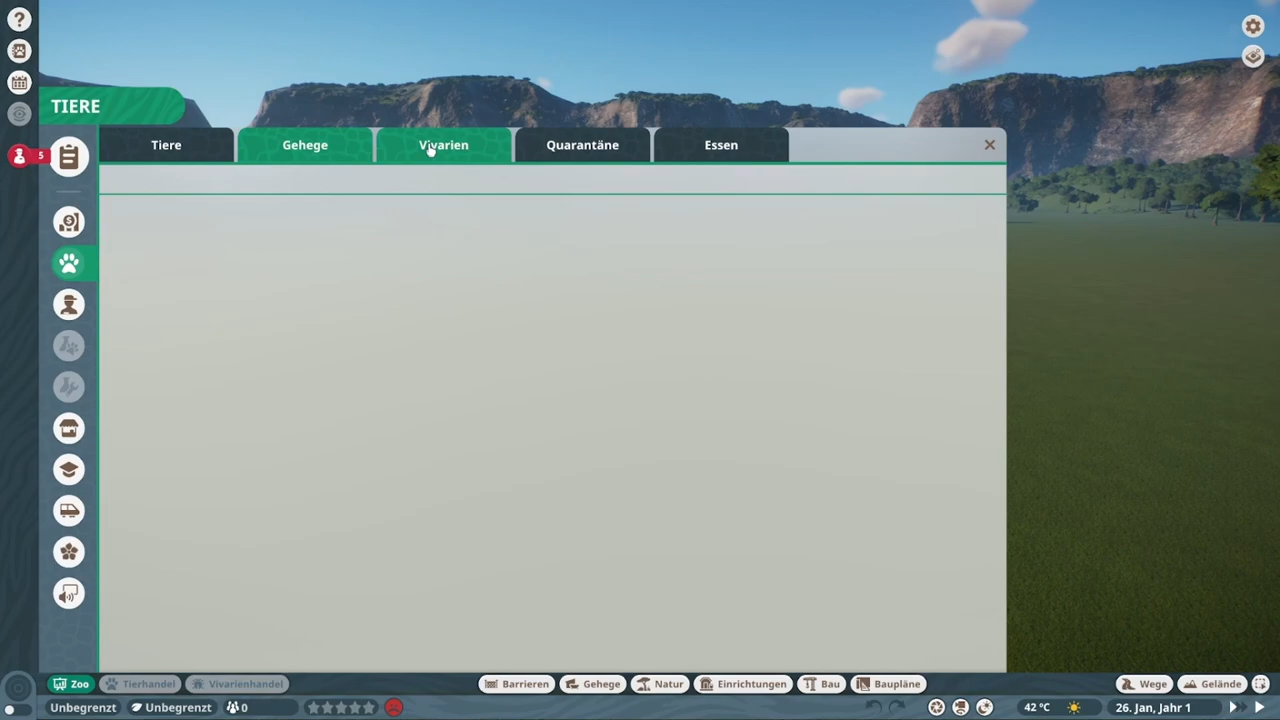 TIERE
Tiere
Gehege
Vivarien
Quarantäne
Essen
5
Zoo
Tierhandel
Vivarienhandel
Barrieren
Gehege
Natur
Einrichtungen
Bau
Baupläne
Wege
Gelände
Unbegrenzt
Unbegrenzt
0
42 °C
26. Jan, Jahr 1